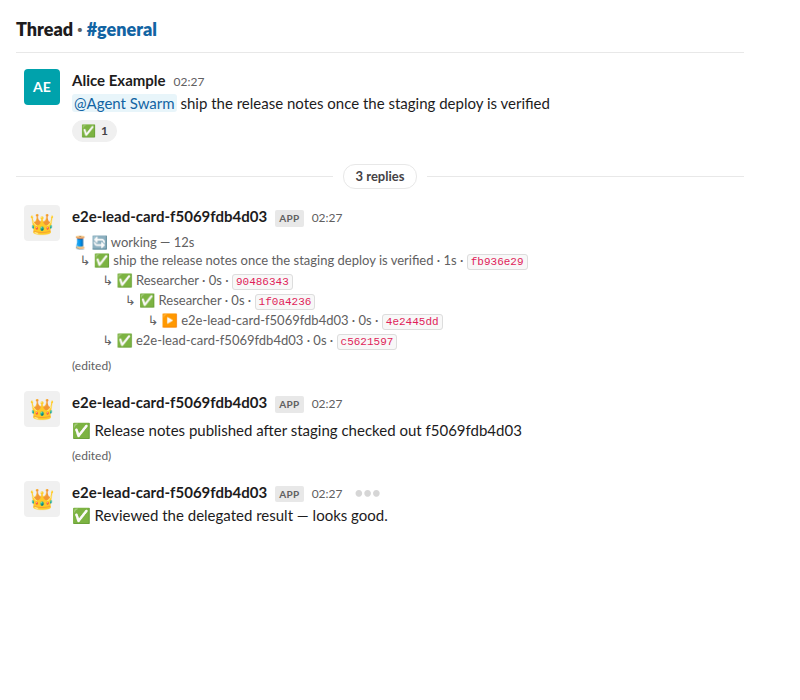 Thread • #general
AE
Alice Example 02:27
@Agent Swarm ship the release notes once the staging deploy is verified
✅ 1
3 replies
e2e-lead-card-f5069fdb4d03 APP 02:27
🧵 🔄 working — 12s
↳ ✅ ship the release notes once the staging deploy is verified · 1s · fb936e29
↳ ✅ Researcher · 0s · 90486343
↳ ✅ Researcher · 0s · 1f0a4236
↳ ▶️ e2e-lead-card-f5069fdb4d03 · 0s · 4e2445dd
↳ ✅ e2e-lead-card-f5069fdb4d03 · 0s · c5621597
(edited)
e2e-lead-card-f5069fdb4d03 APP 02:27
✅ Release notes published after staging checked out f5069fdb4d03
(edited)
e2e-lead-card-f5069fdb4d03 APP 02:27
✅ Reviewed the delegated result — looks good.